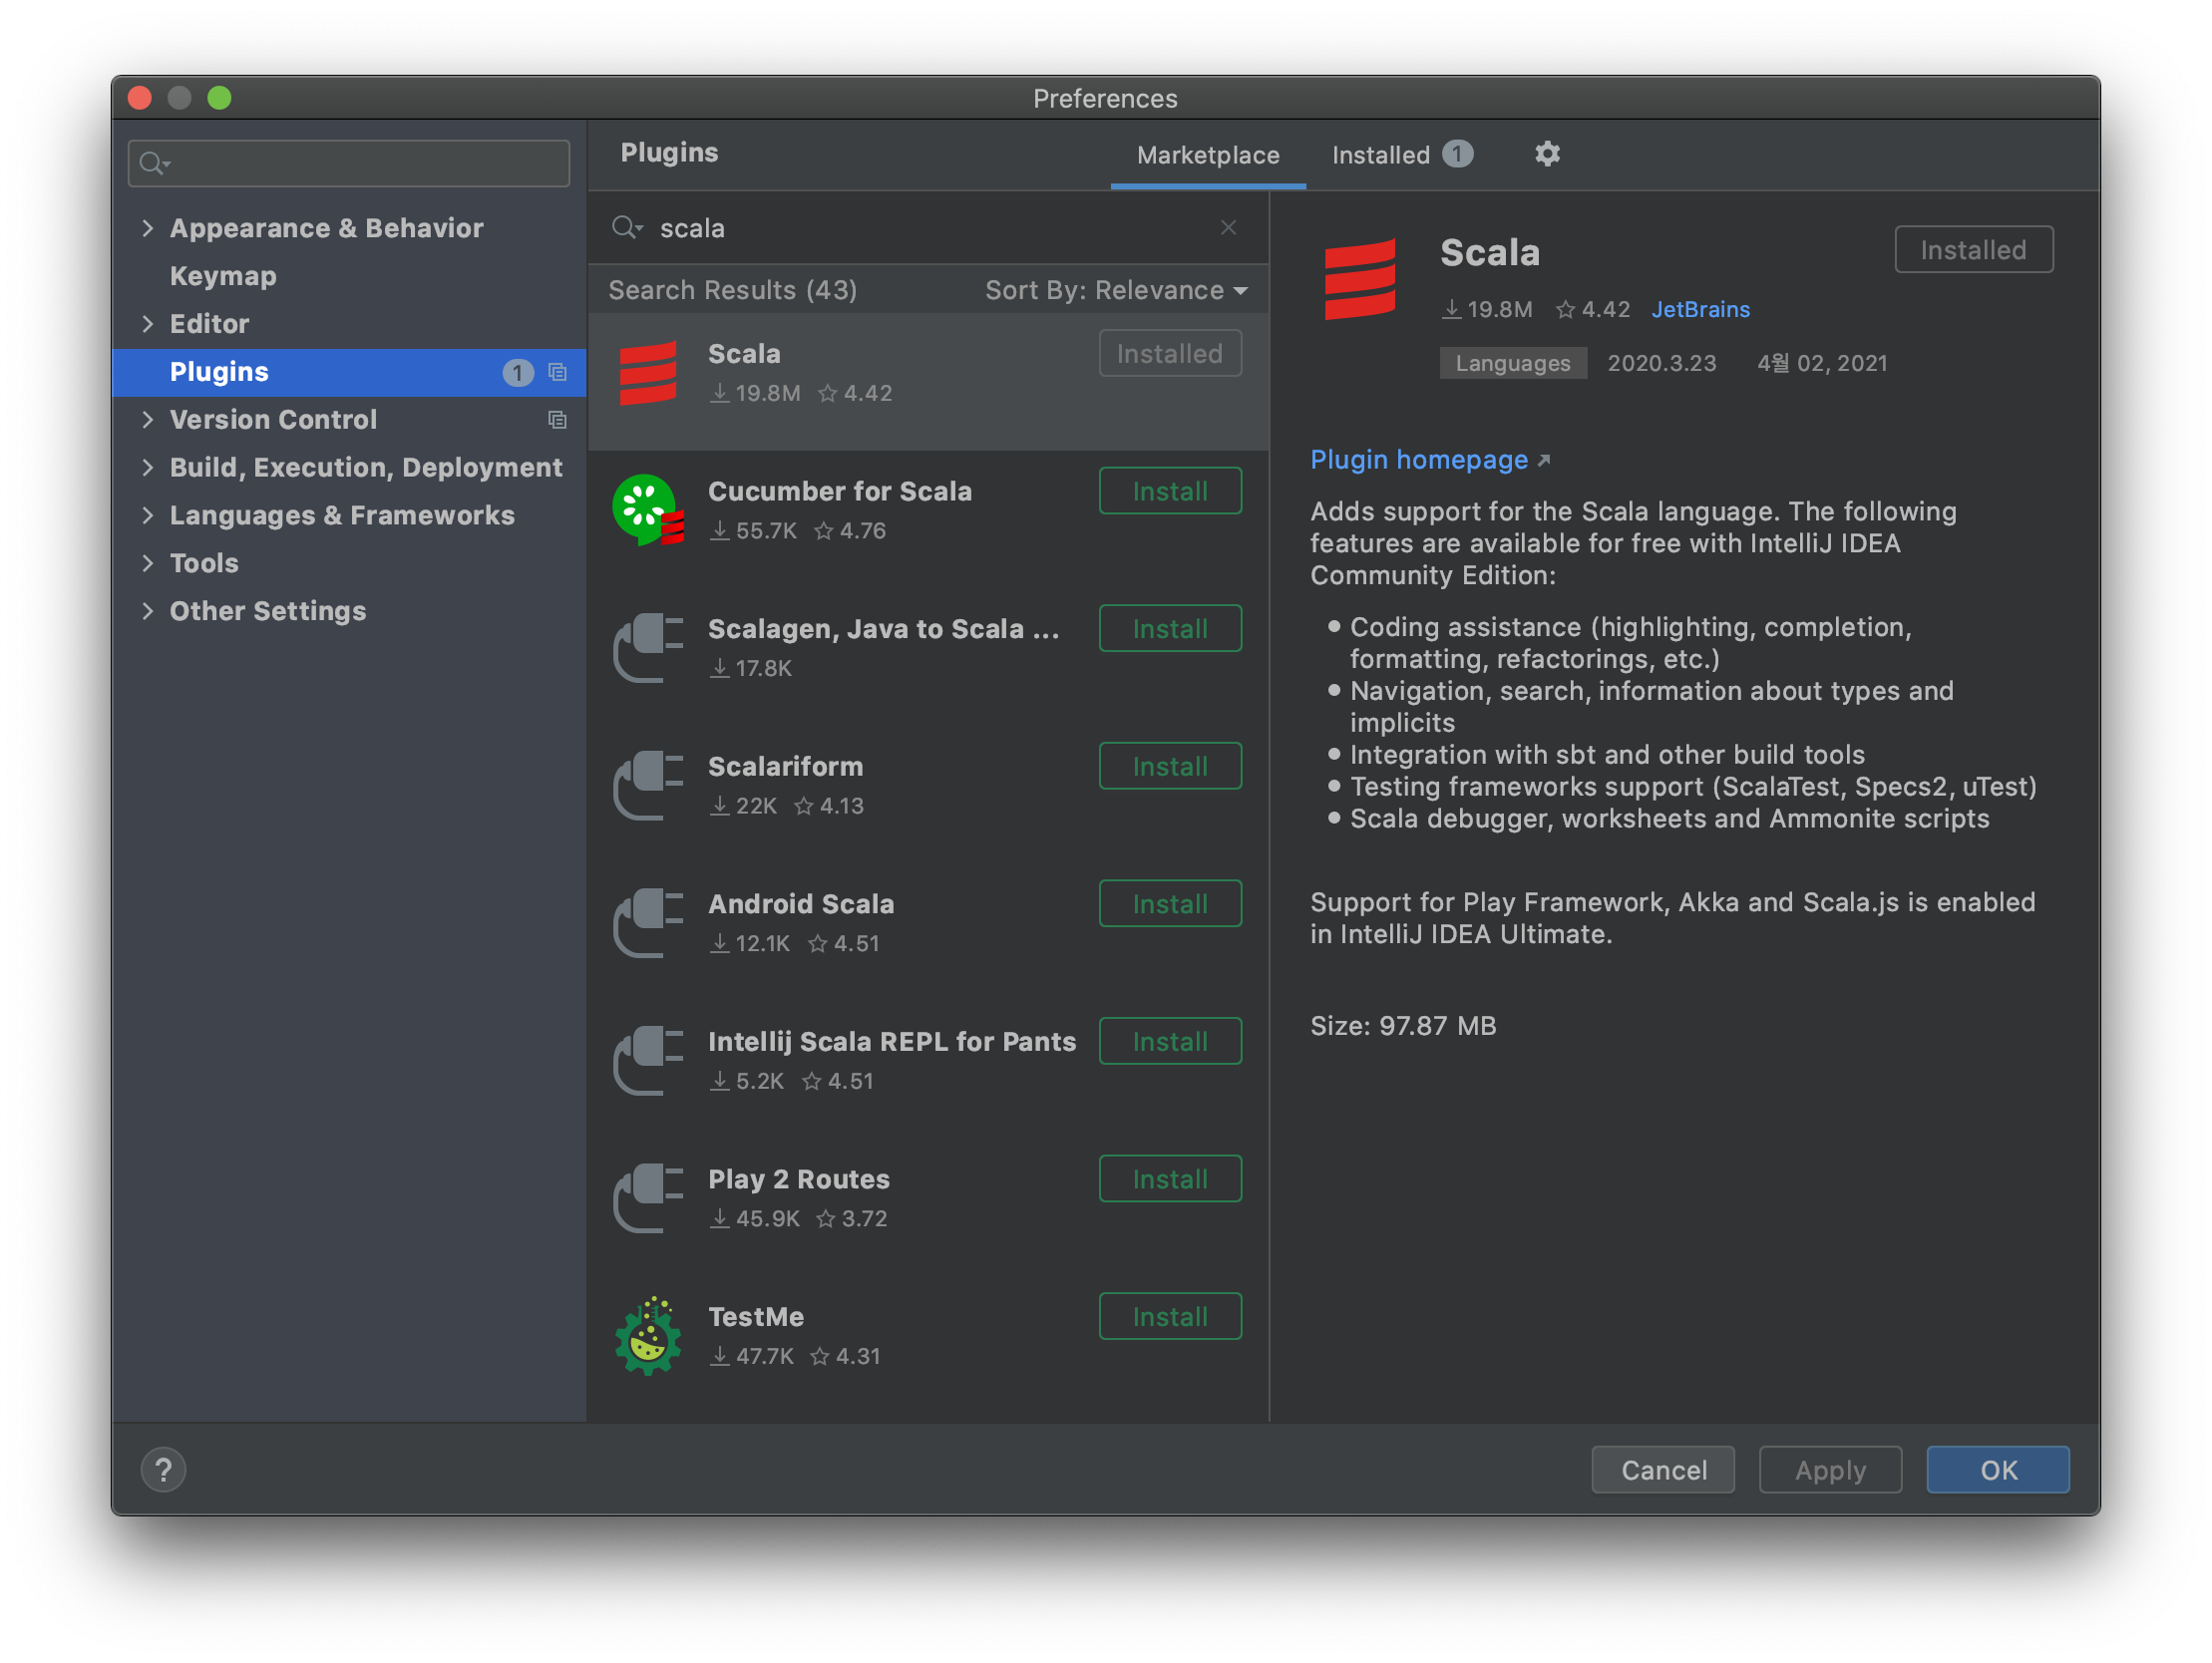 Preferences
Appearance & Behavior
Keymap
Editor
Plugins 1
Version Control
Build, Execution, Deployment
Languages & Frameworks
Tools
Other Settings
Plugins
Marketplace
Installed 1
scala
Search Results (43)
Sort By: Relevance
Scala
Installed
19.8M 4.42
Cucumber for Scala
Install
55.7K 4.76
Scalagen, Java to Scala ...
Install
17.8K
Scalariform
Install
22K 4.13
Android Scala
Install
12.1K 4.51
Intellij Scala REPL for Pants
Install
5.2K 4.51
Play 2 Routes
Install
45.9K 3.72
TestMe
Install
47.7K 4.31
Scala
Installed
19.8M 4.42 JetBrains
Languages 2020.3.23 4월 02, 2021
Plugin homepage
Adds support for the Scala language. The following
features are available for free with IntelliJ IDEA
Community Edition:
Coding assistance (highlighting, completion,
formatting, refactorings, etc.)
Navigation, search, information about types and
implicits
Integration with sbt and other build tools
Testing frameworks support (ScalaTest, Specs2, uTest)
Scala debugger, worksheets and Ammonite scripts
Support for Play Framework, Akka and Scala.js is enabled
in IntelliJ IDEA Ultimate.
Size: 97.87 MB
?
Cancel
Apply
OK